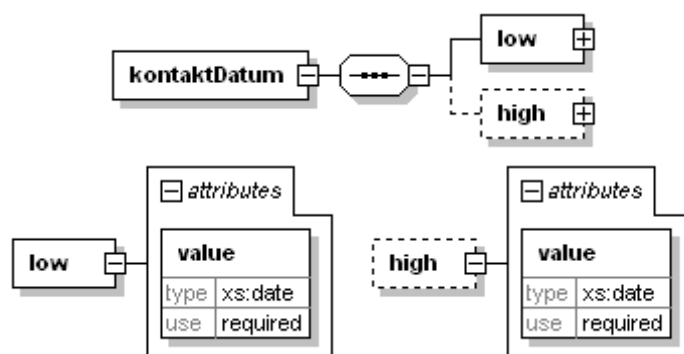 low
kontaktDatum
high
attributes
low
value
type xs:date
use required
attributes
high
value
type xs:date
use required